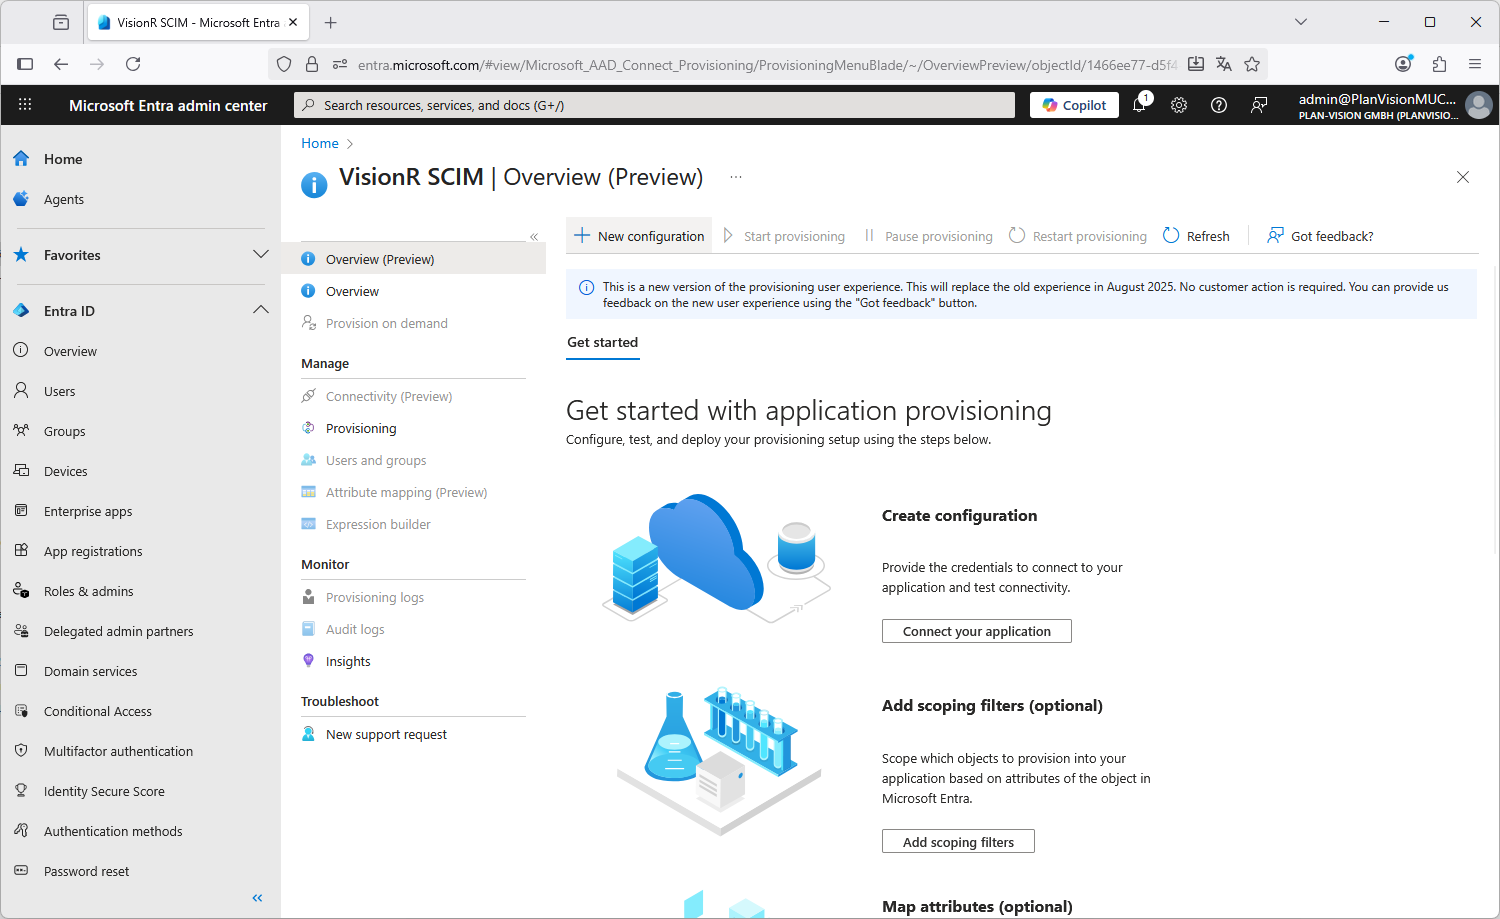 VisionR SCIM - Microsoft Entra
entra.microsoft.com/#view/Microsoft_AAD_Connect_Provisioning/ProvisioningMenuBlade/~/OverviewPreview/objectId/1466ee77-d5f4
Microsoft Entra admin center
Search resources, services, and docs (G+/)
Copilot
1
admin@PlanVisionMUC...
PLAN-VISION GMBH (PLANVISIO...
Home
Agents
Favorites
Entra ID
Overview
Users
Groups
Devices
Enterprise apps
App registrations
Roles & admins
Delegated admin partners
Domain services
Conditional Access
Multifactor authentication
Identity Secure Score
Authentication methods
Password reset
Home
VisionR SCIM | Overview (Preview)
Overview (Preview)
Overview
Provision on demand
Manage
Connectivity (Preview)
Provisioning
Users and groups
Attribute mapping (Preview)
Expression builder
Monitor
Provisioning logs
Audit logs
Insights
Troubleshoot
New support request
New configuration
Start provisioning
Pause provisioning
Restart provisioning
Refresh
Got feedback?
This is a new version of the provisioning user experience. This will replace the old experience in August 2025. No customer action is required. You can provide us
feedback on the new user experience using the "Got feedback" button.
Get started
Get started with application provisioning
Configure, test, and deploy your provisioning setup using the steps below.
Create configuration
Provide the credentials to connect to your
application and test connectivity.
Connect your application
Add scoping filters (optional)
Scope which objects to provision into your
application based on attributes of the object in
Microsoft Entra.
Add scoping filters
Map attributes (optional)